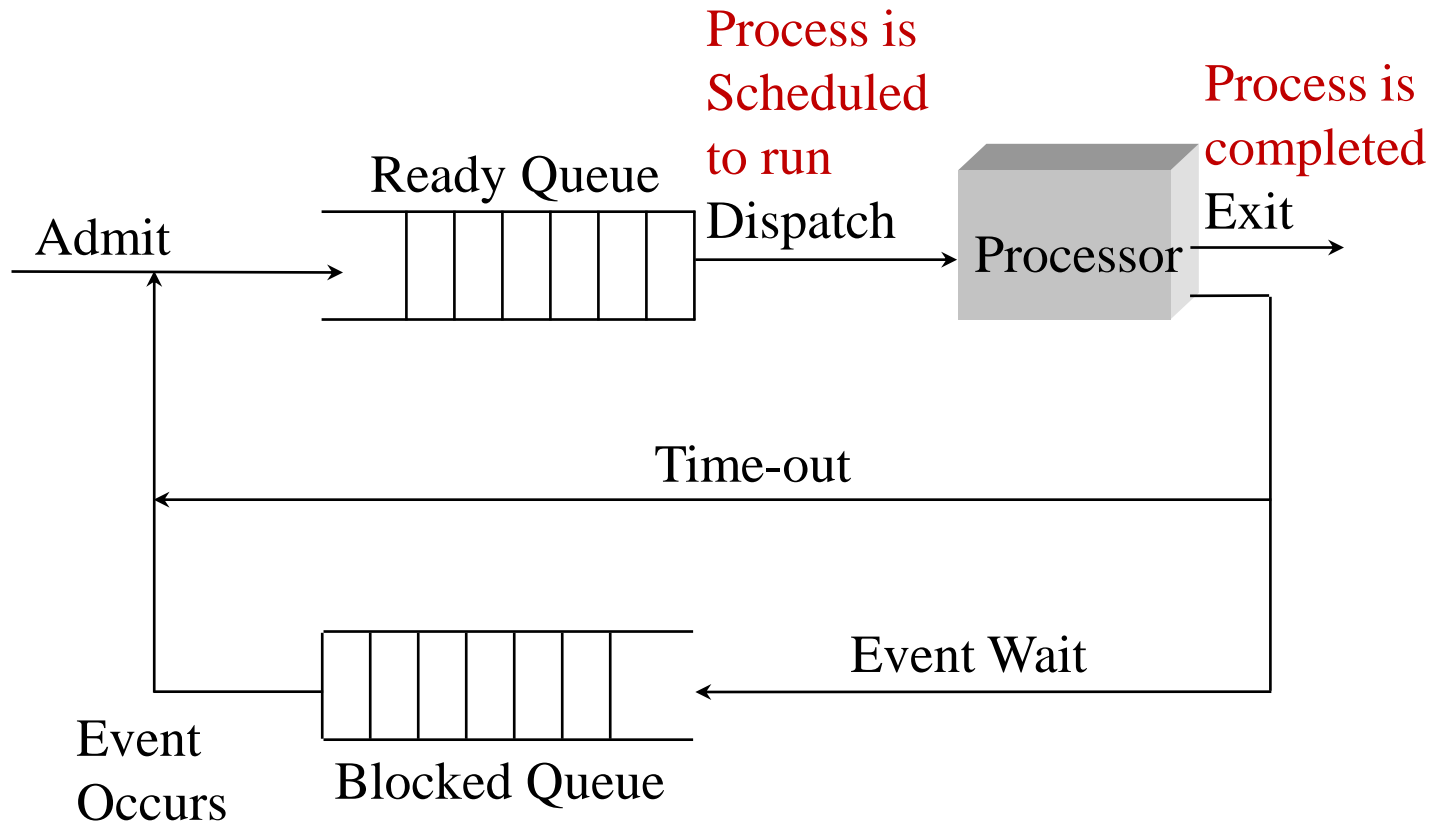 Process is
Scheduled
to run
Dispatch
Process is
completed
Exit
Ready Queue
Admit
Processor
Time-out
Event Wait
Event
Occurs
Blocked Queue